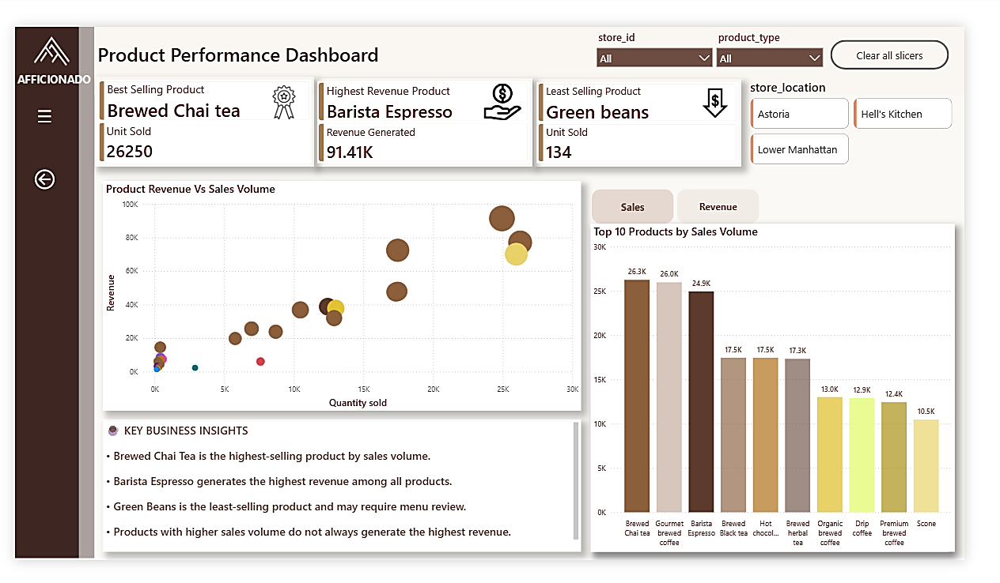 AFFICIONADO
Product Performance Dashboard
store_id
All
product_type
All
Clear all slicers
Best Selling Product
Brewed Chai tea
Unit Sold
26250
Highest Revenue Product
Barista Espresso
Revenue Generated
91.41K
Least Selling Product
Green beans
Unit Sold
134
store_location
Astoria
Hell's Kitchen
Lower Manhattan
Product Revenue Vs Sales Volume
Revenue
100K
80K
60K
40K
20K
0K
0K 5K 10K 15K 20K 25K 30K
Quantity sold
KEY BUSINESS INSIGHTS
• Brewed Chai Tea is the highest-selling product by sales volume.
• Barista Espresso generates the highest revenue among all products.
• Green Beans is the least-selling product and may require menu review.
• Products with higher sales volume do not always generate the highest revenue.
Sales
Revenue
Top 10 Products by Sales Volume
30K
25K
20K
15K
10K
5K
0K
26.3K 26.0K 24.9K 17.5K 17.5K 17.3K 13.0K 12.9K 12.4K 10.5K
Brewed
Chai tea
Gourmet
brewed
coffee
Barista
Espresso
Brewed
Black tea
Hot
chocol...
Brewed
herbal
tea
Organic
brewed
coffee
Drip
coffee
Premium
brewed
coffee
Scone